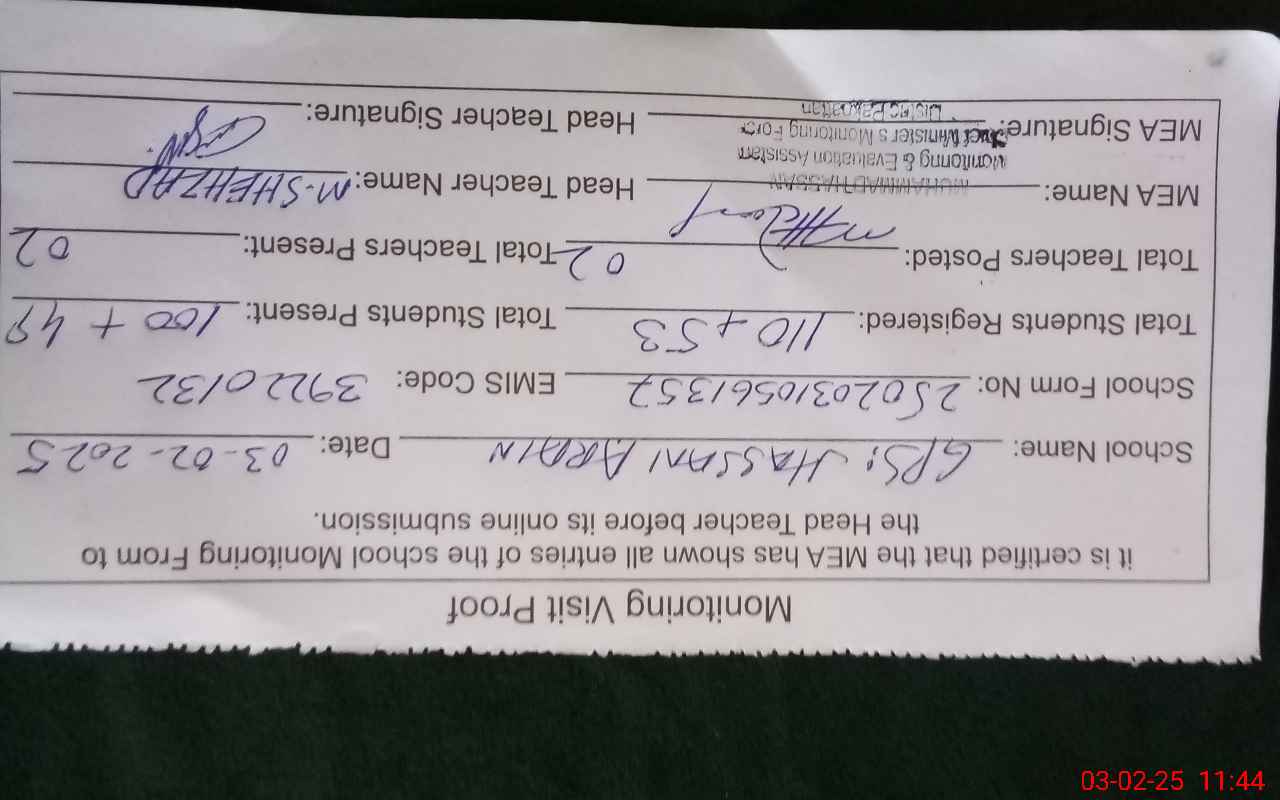 Monitoring Visit Proof
it is certified that the MEA has shown all entries of the school Monitoring From to
the Head Teacher before its online submission.
School Name: GPS: HASSAN ARAIN Date: 03-02-2025
School Form No: 25020310561357 EMIS Code: 39220132
Total Students Registered: 110 + 53 Total Students Present: 100 + 49
Total Teachers Posted: 02 Total Teachers Present: 02
MEA Name: MUHAMMAD HASSAN Head Teacher Name: M. SHEHZAD
Monitoring & Evaluation Assistant
Chief Minister s Monitoring Force
MEA Signature: District Pakpattan Head Teacher Signature:
03-02-25 11:44